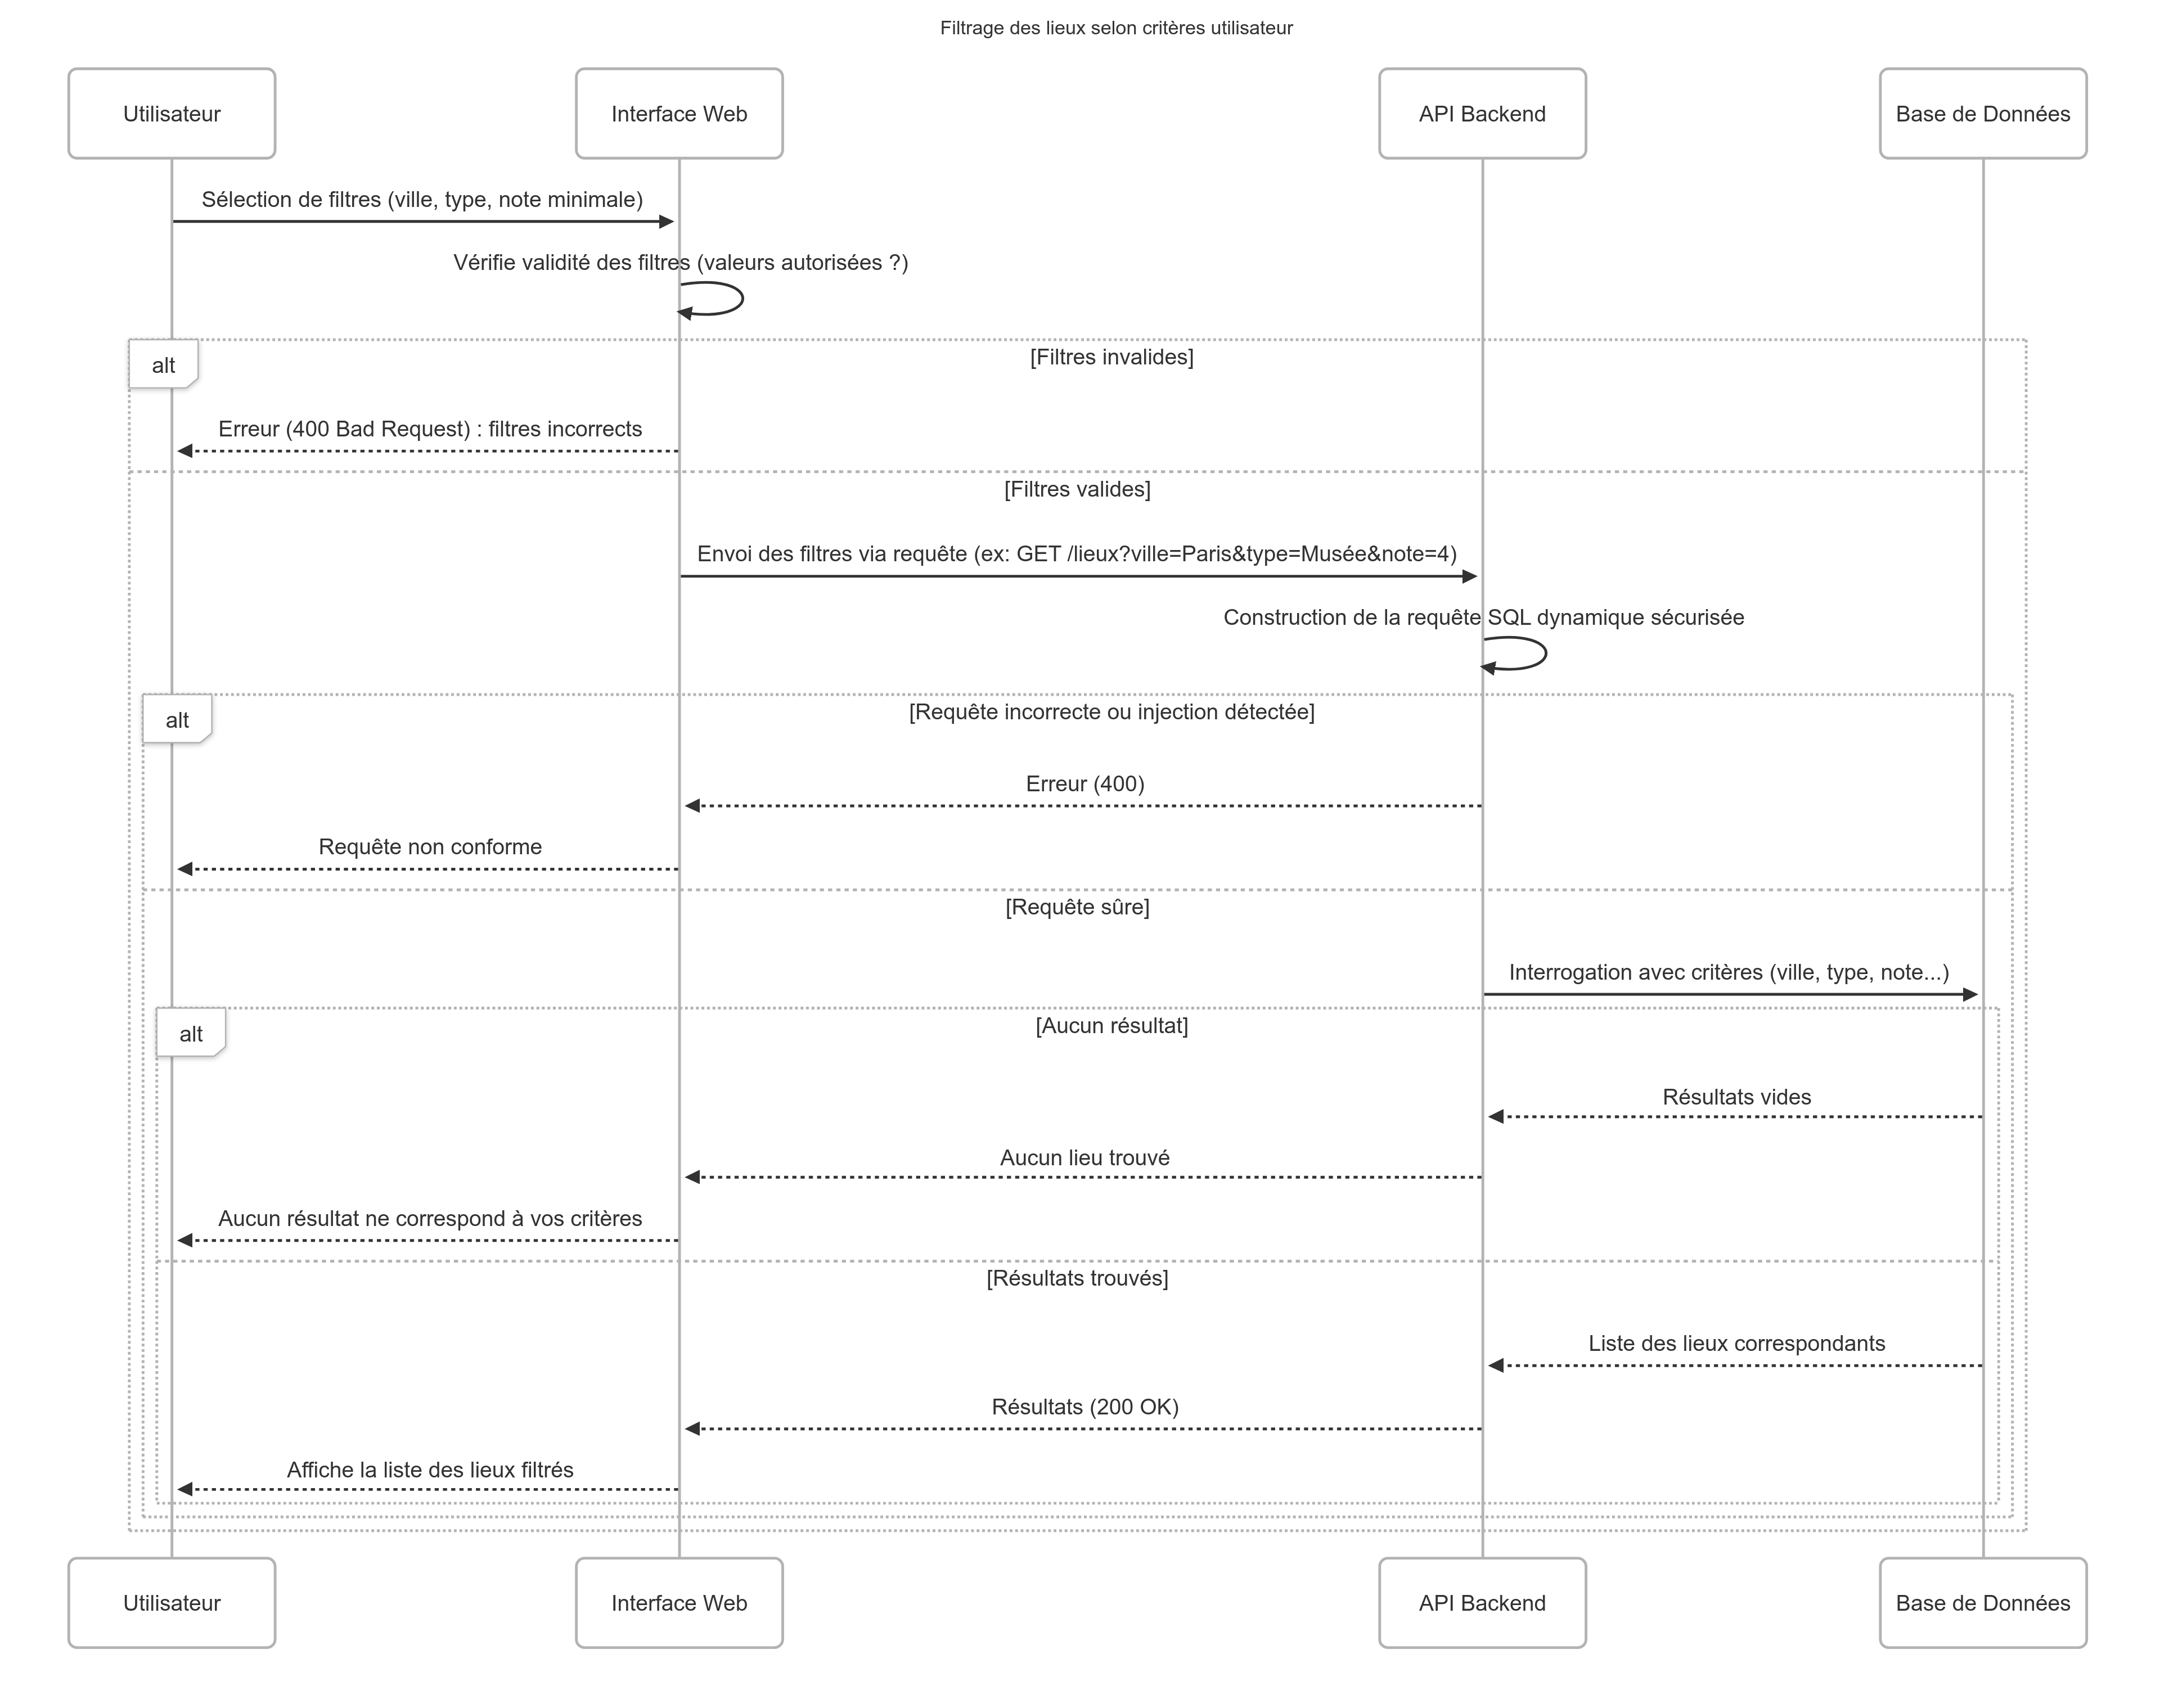 Filtrage des lieux selon critères utilisateur
Utilisateur
Interface Web
API Backend
Base de Données
Sélection de filtres (ville, type, note minimale)
Vérifie validité des filtres (valeurs autorisées ?)
alt
[Filtres invalides]
Erreur (400 Bad Request) : filtres incorrects
[Filtres valides]
Envoi des filtres via requête (ex: GET /lieux?ville=Paris&type=Musée&note=4)
Construction de la requête SQL dynamique sécurisée
alt
[Requête incorrecte ou injection détectée]
Erreur (400)
Requête non conforme
[Requête sûre]
Interrogation avec critères (ville, type, note...)
alt
[Aucun résultat]
Résultats vides
Aucun lieu trouvé
Aucun résultat ne correspond à vos critères
[Résultats trouvés]
Liste des lieux correspondants
Résultats (200 OK)
Affiche la liste des lieux filtrés
Utilisateur
Interface Web
API Backend
Base de Données